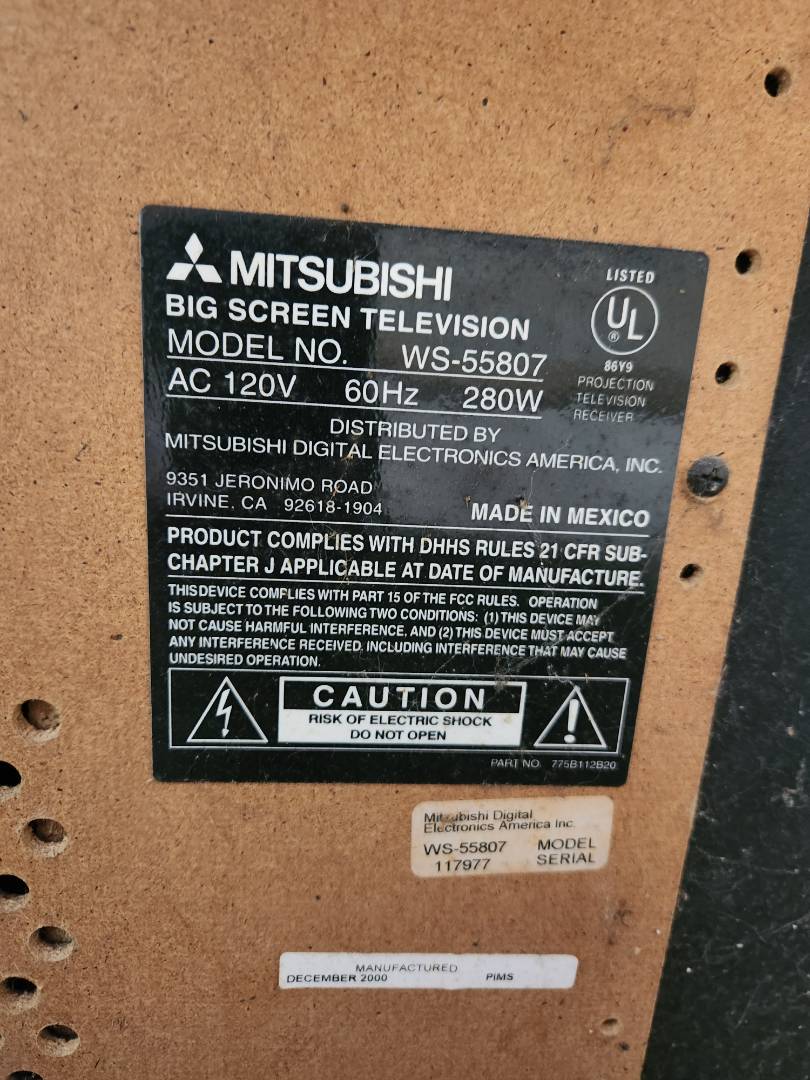 MITSUBISHI
BIG SCREEN TELEVISION
MODEL NO. WS-55807
AC 120V 60Hz 280W
LISTED
UL
®
86Y9
PROJECTION
TELEVISION
RECEIVER
DISTRIBUTED BY
MITSUBISHI DIGITAL ELECTRONICS AMERICA, INC.
9351 JERONIMO ROAD
IRVINE, CA 92618-1904
MADE IN MEXICO
PRODUCT COMPLIES WITH DHHS RULES 21 CFR SUB-
CHAPTER J APPLICABLE AT DATE OF MANUFACTURE.
THIS DEVICE COMPLIES WITH PART 15 OF THE FCC RULES. OPERATION
IS SUBJECT TO THE FOLLOWING TWO CONDITIONS: (1) THIS DEVICE MAY
NOT CAUSE HARMFUL INTERFERENCE, AND (2) THIS DEVICE MUST ACCEPT
ANY INTERFERENCE RECEIVED, INCLUDING INTERFERENCE THAT MAY CAUSE
UNDESIRED OPERATION.
CAUTION
RISK OF ELECTRIC SHOCK
DO NOT OPEN
PART NO. 775B112B20
Mitsubishi Digital
Electronics America Inc.
WS-55807 MODEL
117977 SERIAL
MANUFACTURED
DECEMBER 2000 PIMS